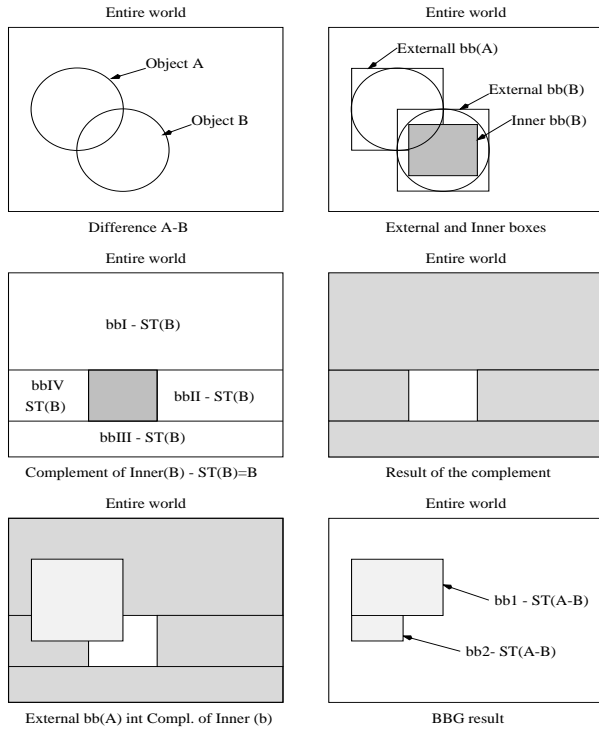 Entire world
Object A
Object B
Difference A-B
Entire world
Externall bb(A)
External bb(B)
Inner bb(B)
External and Inner boxes
Entire world
bbI - ST(B)
bbIV
ST(B)
bbII - ST(B)
bbIII - ST(B)
Complement of Inner(B) - ST(B)=B
Entire world
Result of the complement
Entire world
External bb(A) int Compl. of Inner (b)
Entire world
bb1 - ST(A-B)
bb2- ST(A-B)
BBG result